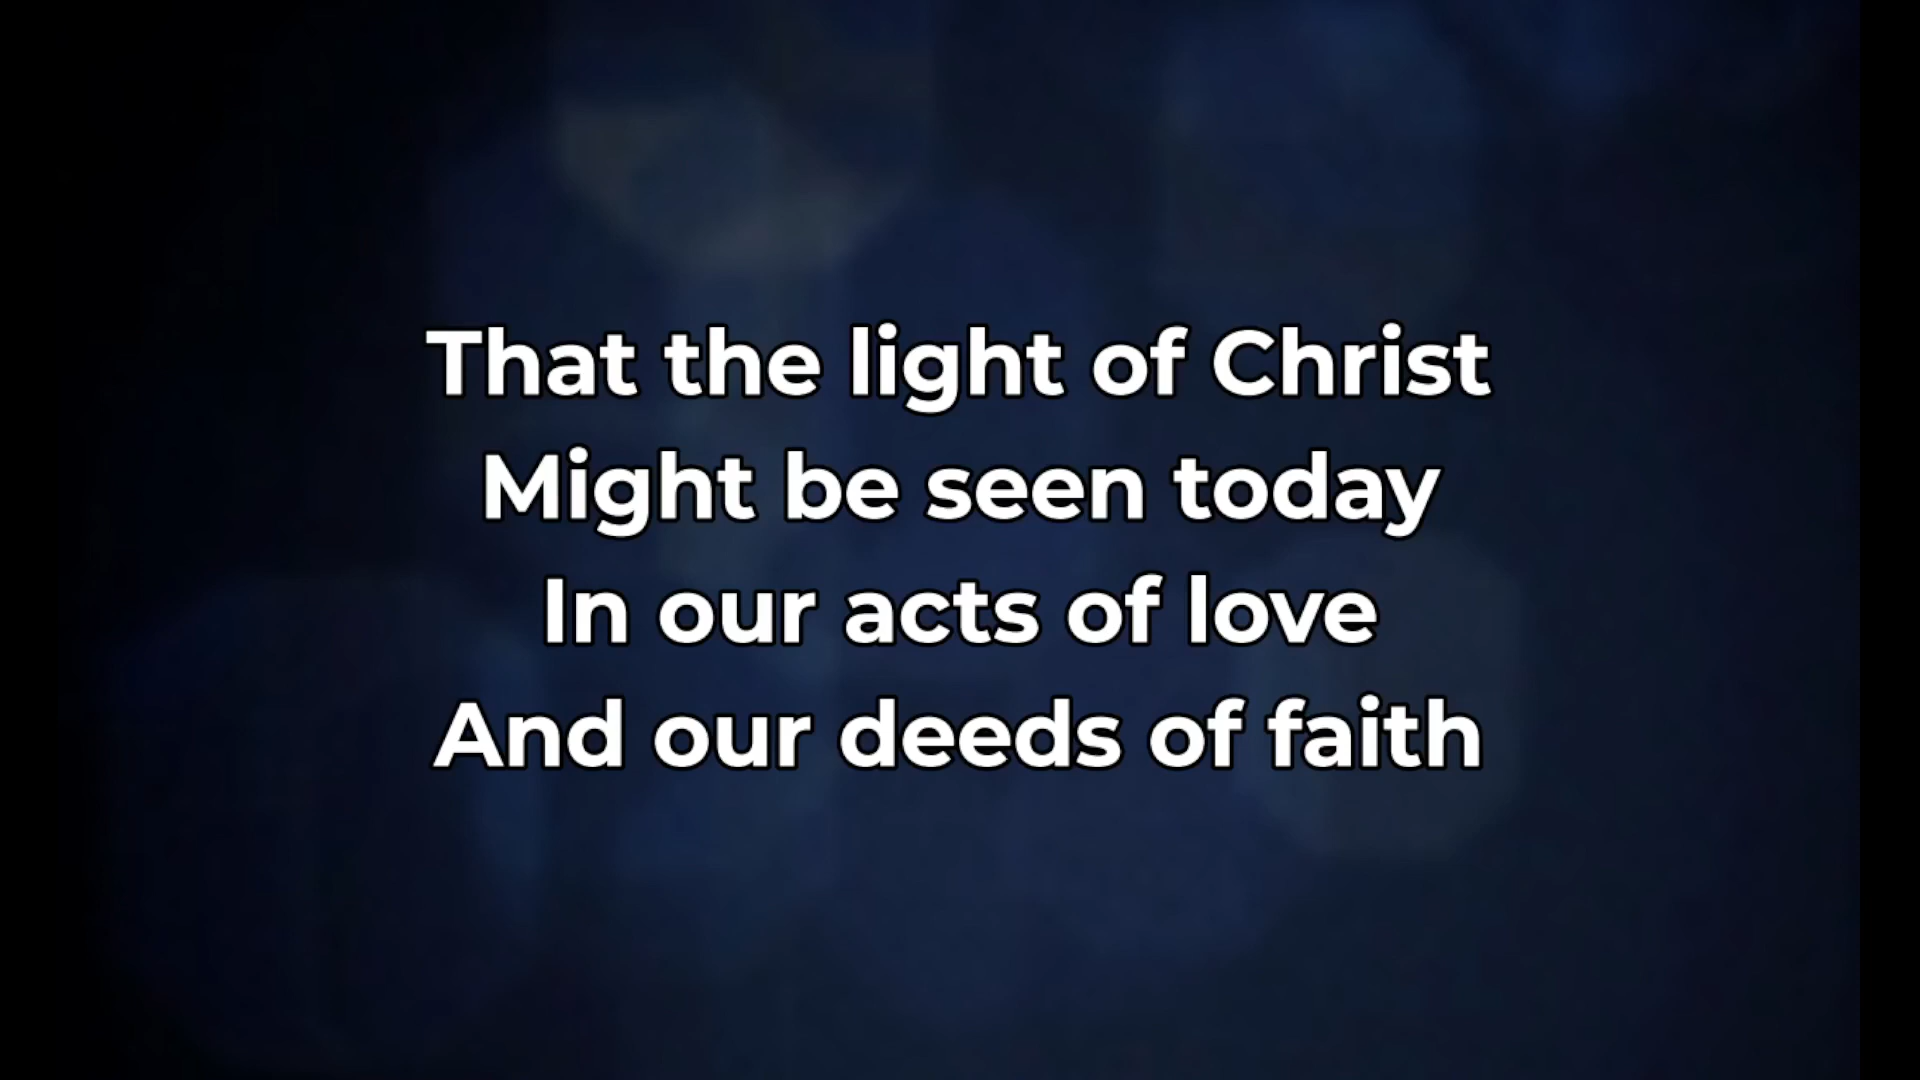 That the light of Christ
Might be seen today
In our acts of love
And our deeds of faith